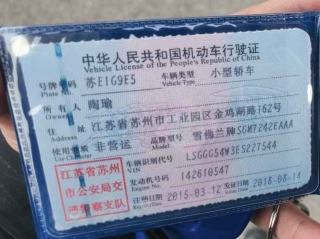 中华人民共和国机动车行驶证
Vehicle License of the People's Republic of China
号牌号码 苏E1G9E5 车辆类型 小型轿车
Plate No. Vehicle Type
所有人 陶瑜
Owner
住址 江苏省苏州市工业园区金鸡湖路162号
Address
使用性质 非营运 品牌型号 雪佛兰牌SGM7242EAAA
江苏省苏州
市公安局交
通警察支队
车辆识别代号 LSGGG54W3ES227544
VIN
发动机号码 142610547
Engine No.
注册日期 2015-03-12 发证日期
Register Date Issue Date